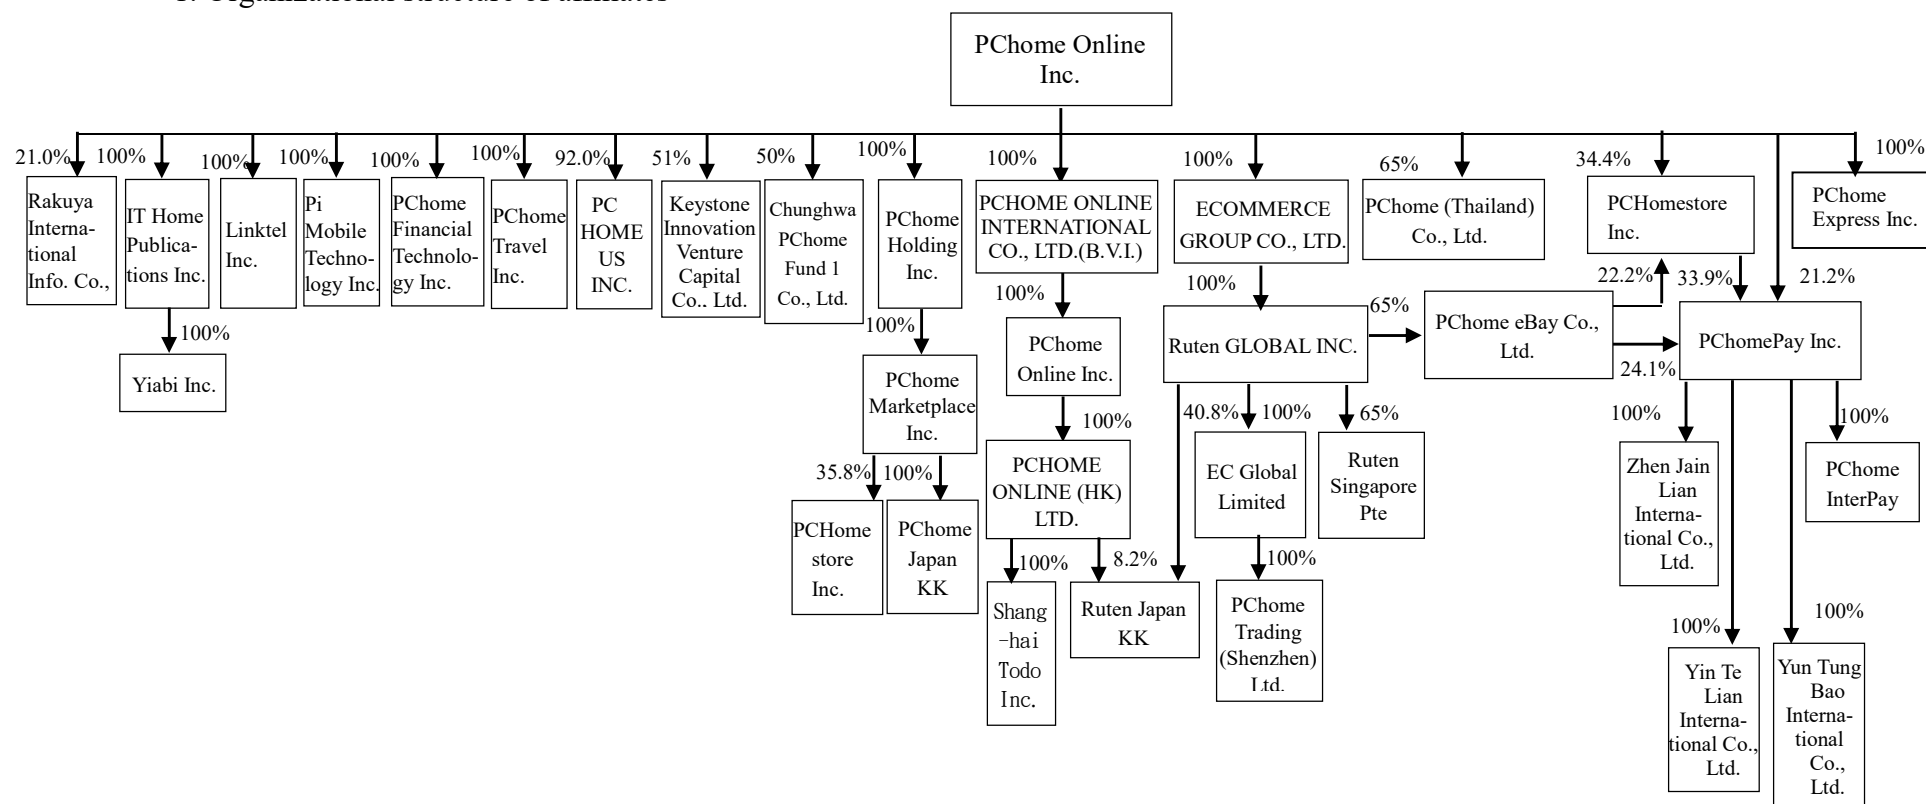 1. Organizational structure of affiliates
PChome Online
Inc.
21.0%
100%
100%
100%
100%
100%
92.0%
51%
50%
100%
100%
100%
65%
34.4%
100%
Rakuya
Interna-
tional
Info. Co.,
IT Home
Publica-
tions Inc.
Linktel
Inc.
Pi
Mobile
Techno-
logy Inc.
PChome
Financial
Technolo-
gy Inc.
PChome
Travel
Inc.
PC
HOME
US
INC.
Keystone
Innovation
Venture
Capital
Co.. Ltd.
Chunghwa
PChome
Fund 1
Co., Ltd.
PChome
Holding
Inc.
PCHOME ONLINE
INTERNATIONAL
CO., LTD.(B.V.I.)
ECOMMERCE
GROUP CO., LTD.
PChome (Thailand)
Co., Ltd.
PCHomestore
Inc.
PChome
Express Inc.
22.2%
33.9%
21.2%
100%
100%
100%
100%
65%
Yiabi Inc.
PChome
Marketplace
Inc.
PChome
Online Inc.
Ruten GLOBAL INC.
PChome eBay Co.,
Ltd.
24.1%
PChomePay Inc.
35.8%
100%
100%
40.8%
100%
65%
100%
100%
PCHome
store
Inc.
PChome
Japan
KK
PCHOME
ONLINE (HK)
LTD.
EC Global
Limited
Ruten
Singapore
Pte
Zhen Jain
Lian
Interna-
tional Co.,
Ltd.
PChome
InterPay
100%
8.2%
100%
Shang
-hai
Todo
Inc.
Ruten Japan
KK
PChome
Trading
(Shenzhen)
Ltd.
100%
100%
Yin Te
Lian
Interna-
tional Co.,
Ltd.
Yun Tung
Bao
Interna-
tional
Co.,
Ltd.